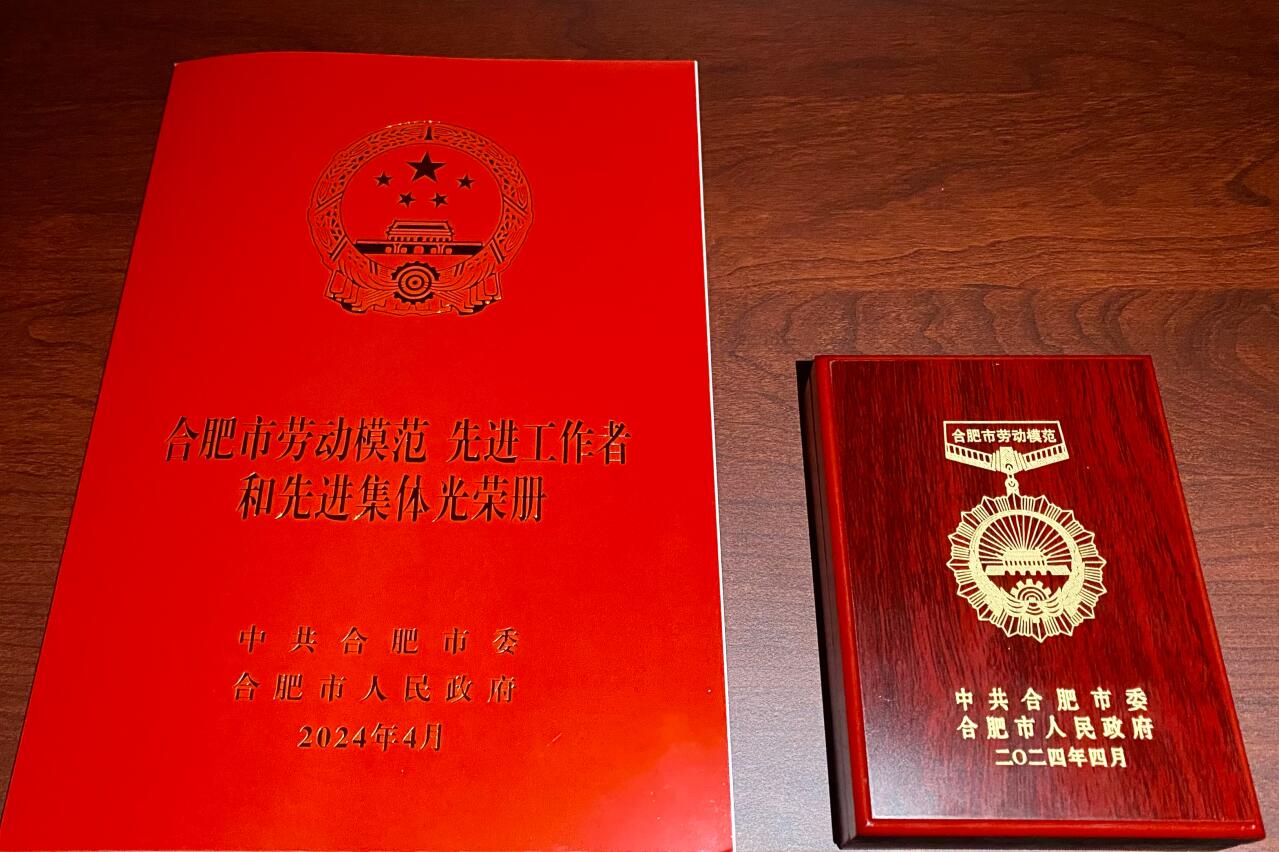 合肥市劳动模范 先进工作者
和先进集体光荣册
中共合肥市委
合肥市人民政府
2024年4月
合肥市劳动模范
中共合肥市委
合肥市人民政府
二〇二四年四月